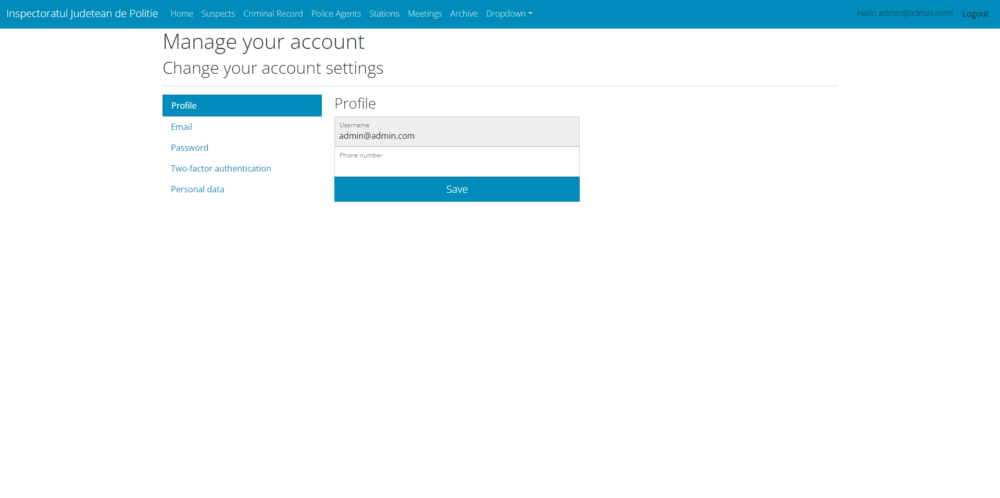 Inspectoratul Judetean de Politie Home Suspects Criminal Record Police Agents Stations Meetings Archive Dropdown Hello admin@admin.com! Logout
Manage your account
Change your account settings
Profile
Email
Password
Two-factor authentication
Personal data
Profile
Username
admin@admin.com
Phone number
Save